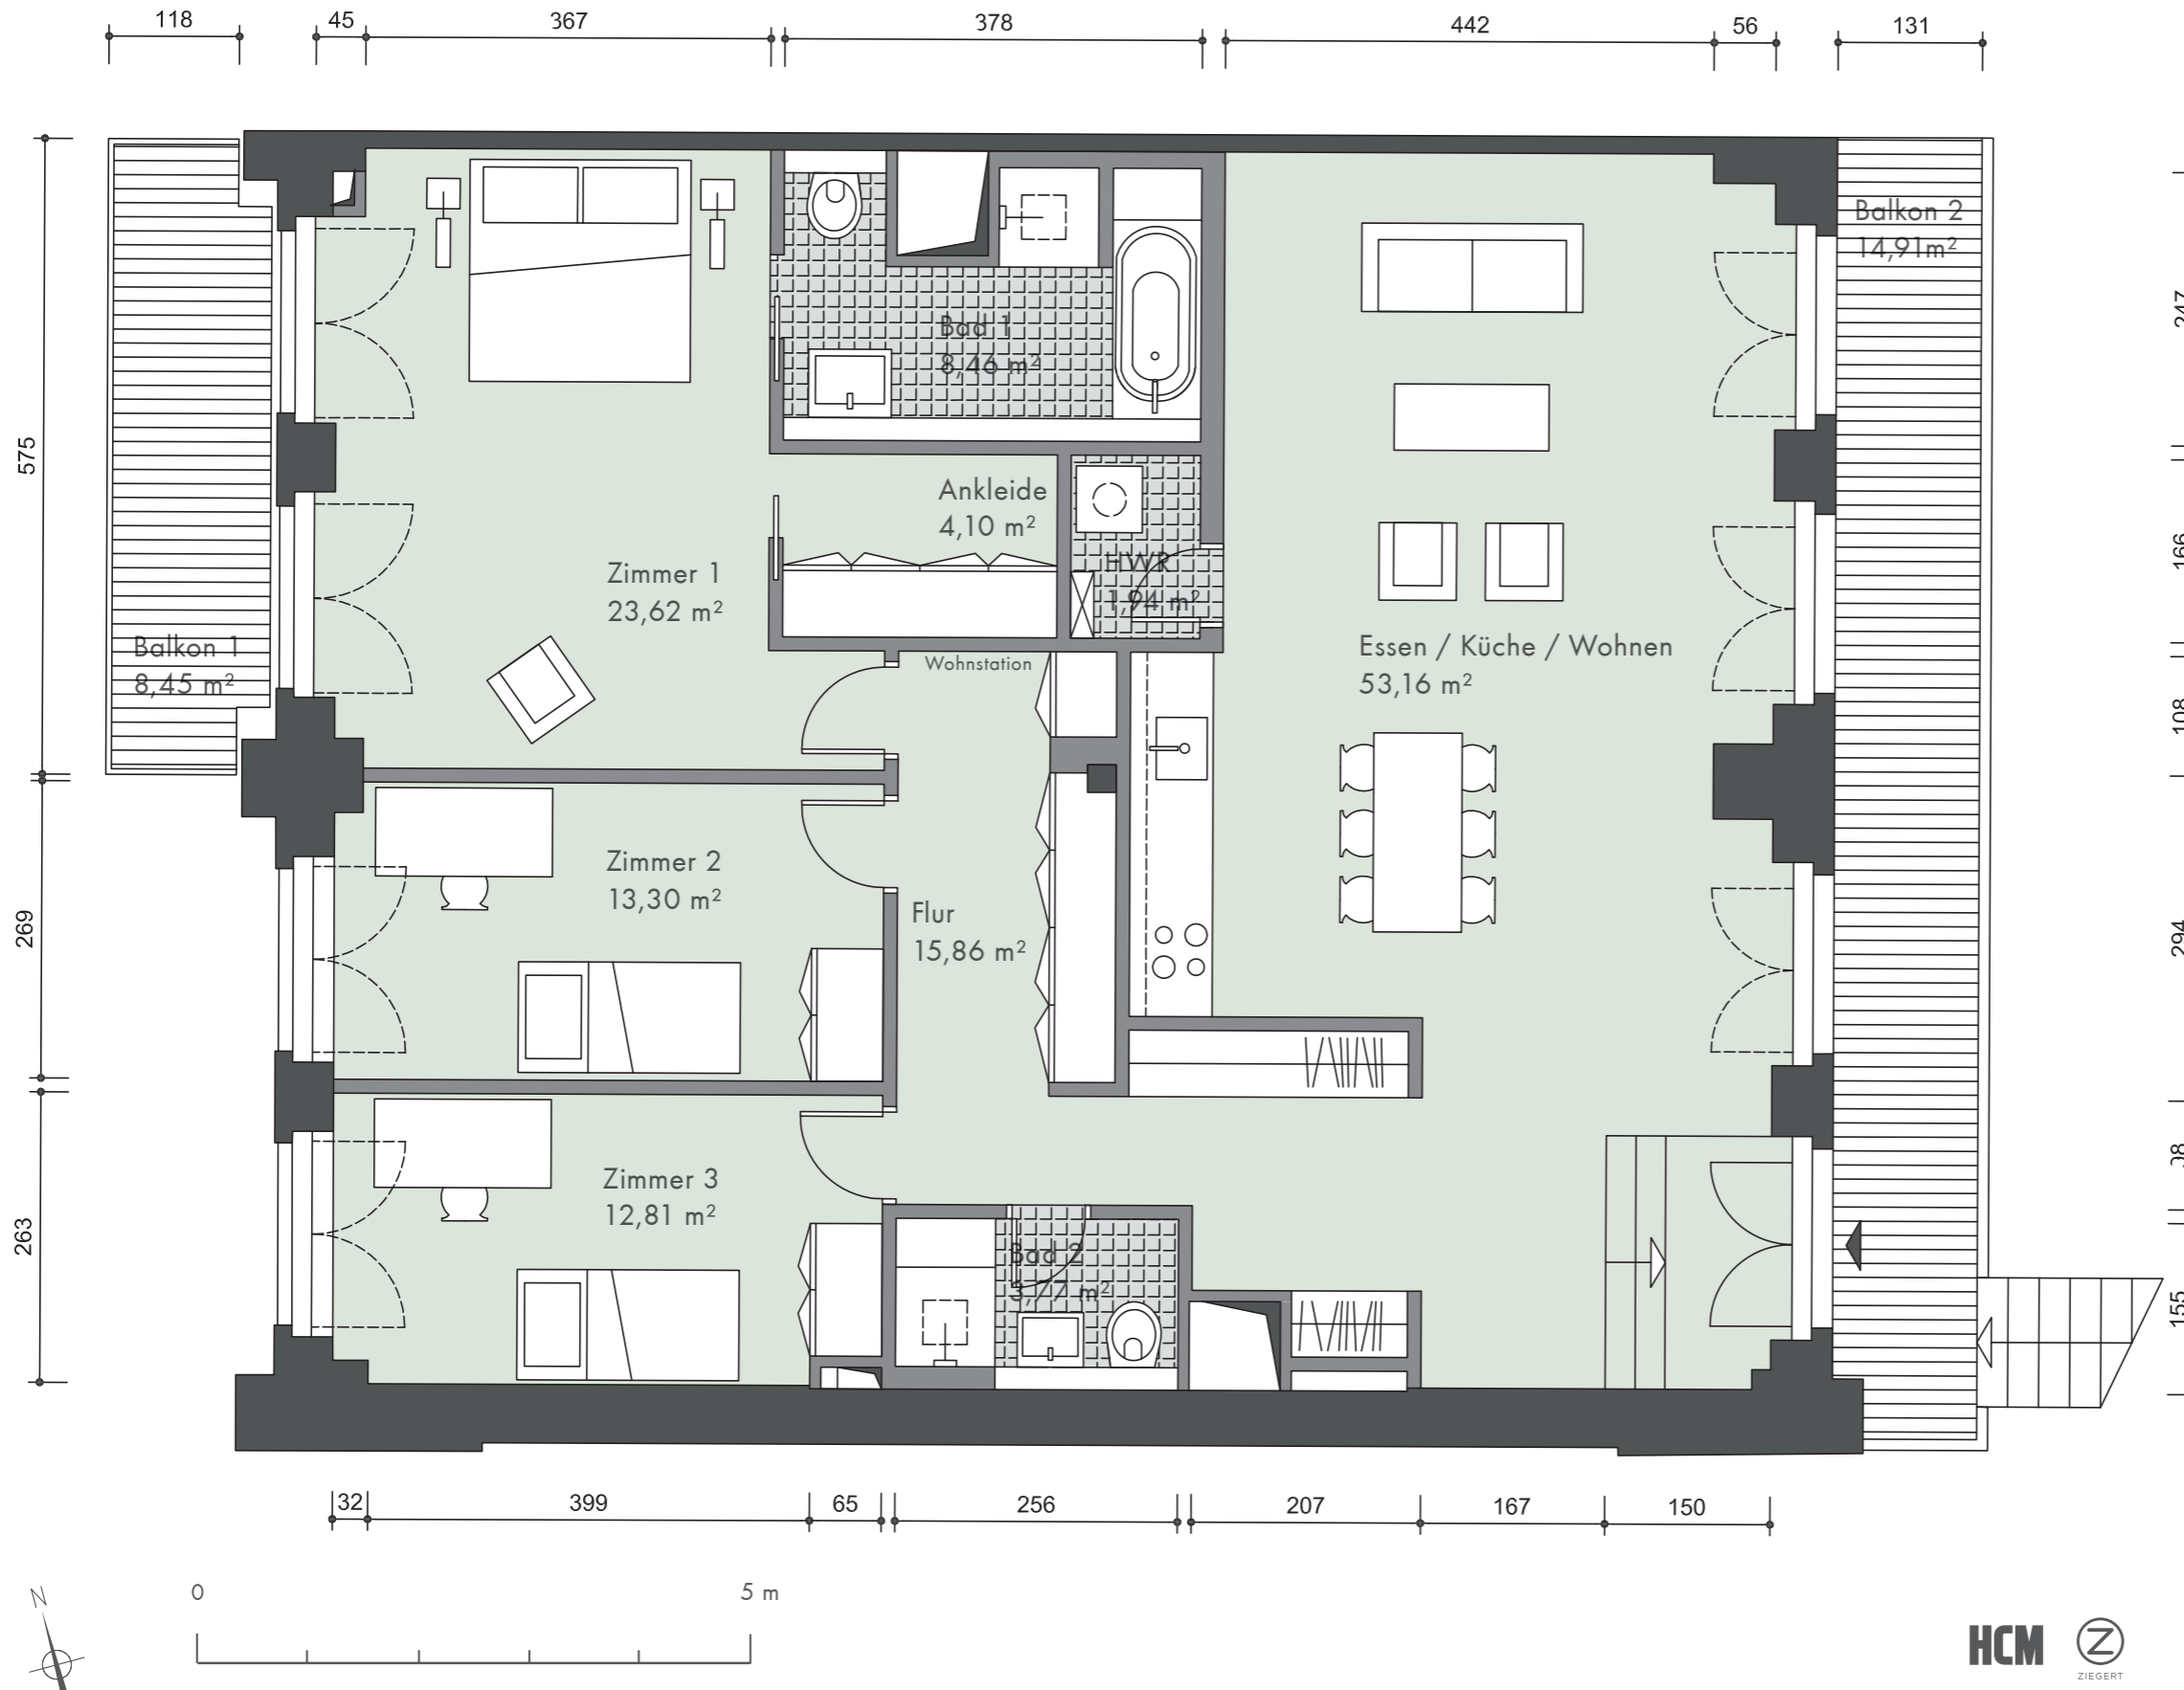 118 45 367 378 442 56 131
Balkon 2
14,91m²
247
Bad 1
8,46 m²
575
Ankleide
4,10 m²
166
HWR
1,94 m²
Zimmer 1
23,62 m²
Balkon 1
8,45 m²
Essen / Küche / Wohnen
53,16 m²
Wohnstation
108
Zimmer 2
13,30 m²
269
Flur
15,86 m²
294
Zimmer 3
12,81 m²
263
Bad 2
3,77 m²
155
32 399 65 256 207 167 150
N
0 5 m
HCM
Z
ZIEGERT